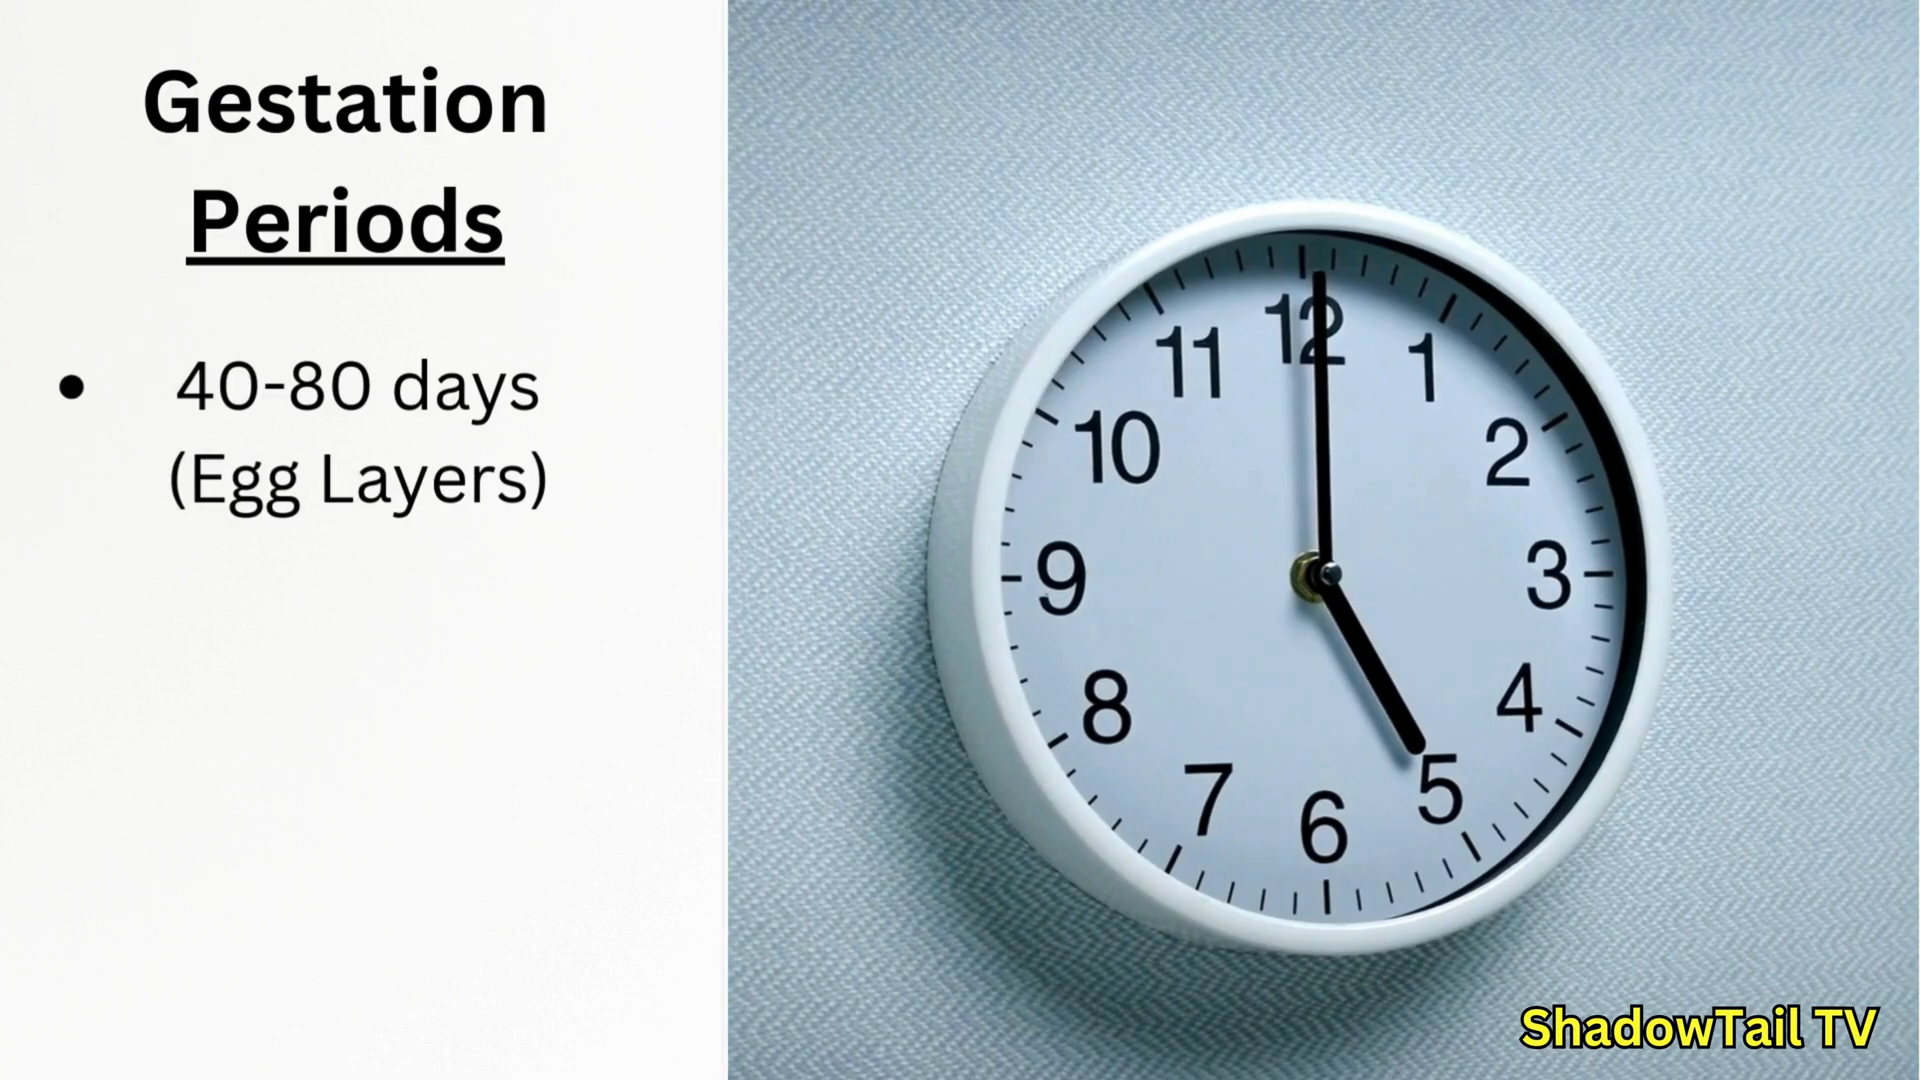 Gestation
Periods
• 40-80 days
(Egg Layers)
12
1
2
3
4
5
6
7
8
9
10
11
ShadowTail TV